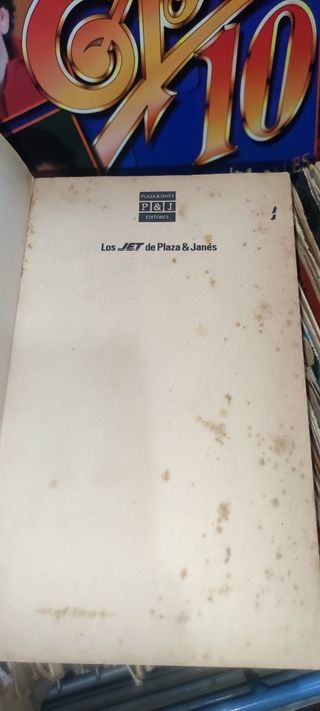 10
PLAZA & JANES
P&J
EDITORES
Los JET de Plaza & Janés